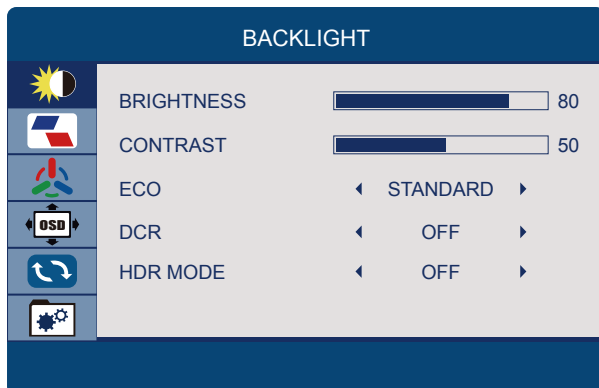 BACKLIGHT
BRIGHTNESS 80
CONTRAST 50
ECO STANDARD
DCR OFF
OSD
HDR MODE OFF